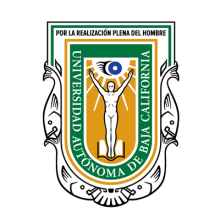 POR LA REALIZACIÓN PLENA DEL HOMBRE
UNIVERSIDAD AUTÓNOMA DE BAJA CALIFORNIA